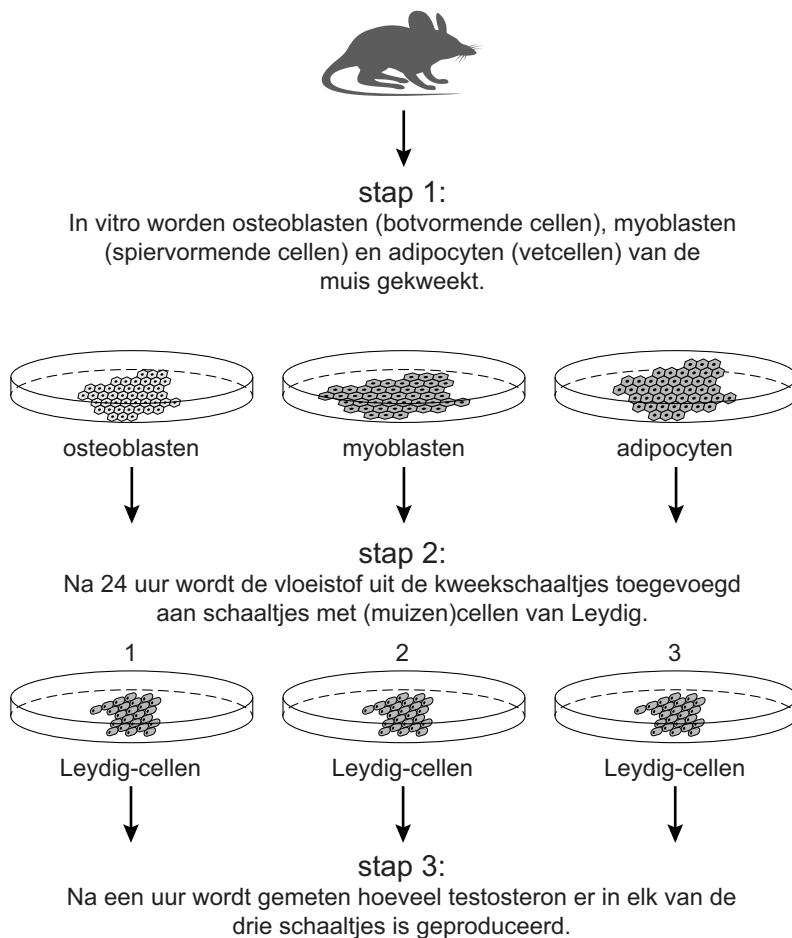 stap 1:
In vitro worden osteoblasten (botvormende cellen), myoblasten
(spiervormende cellen) en adipocyten (vetcellen) van de
muis gekweekt.
osteoblasten
myoblasten
adipocyten
stap 2:
Na 24 uur wordt de vloeistof uit de kweekschaaltjes toegevoegd
aan schaaltjes met (muizen)cellen van Leydig.
1
2
3
Leydig-cellen
Leydig-cellen
Leydig-cellen
stap 3:
Na een uur wordt gemeten hoeveel testosteron er in elk van de
drie schaaltjes is geproduceerd.